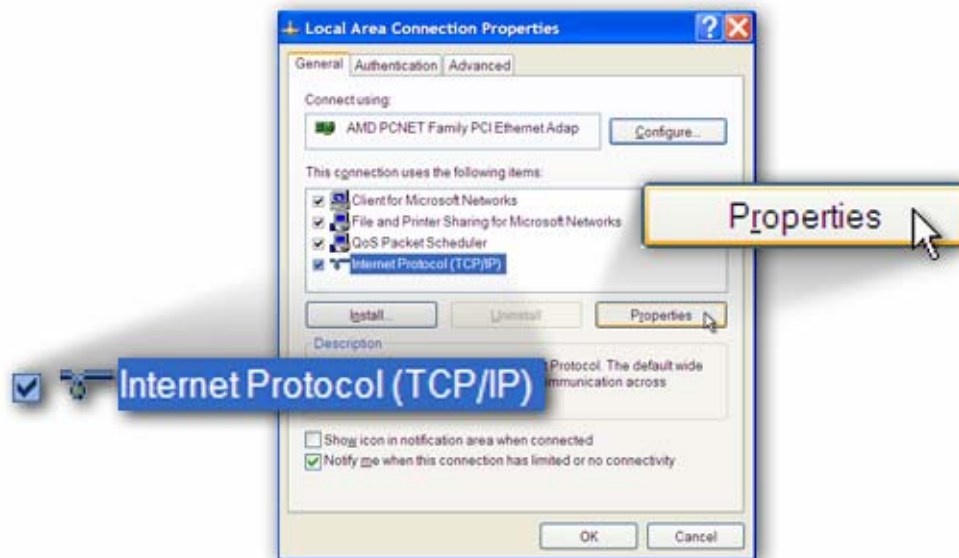 Local Area Connection Properties
General Authentication Advanced
Connect using:
AMD PCNET Family PCI Ethernet Adap
Configure...
This connection uses the following items:
Client for Microsoft Networks
File and Printer Sharing for Microsoft Networks
QoS Packet Scheduler
Internet Protocol (TCP/IP)
Properties
Install... Uninstall Properties
Description
Protocol. The default wide
communication across
Internet Protocol (TCP/IP)
Show icon in notification area when connected
Notify me when this connection has limited or no connectivity
OK Cancel